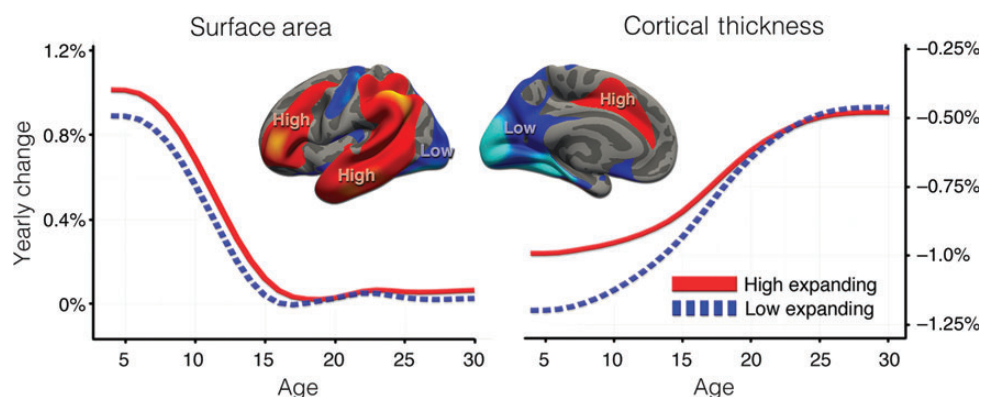 Surface area
Cortical thickness
Yearly change
1.2%
0.8%
0.4%
0%
High
High
Low
Low
High
−0.25%
−0.50%
−0.75%
−1.0%
−1.25%
High expanding
Low expanding
5 10 15 20 25 30
Age
5 10 15 20 25 30
Age